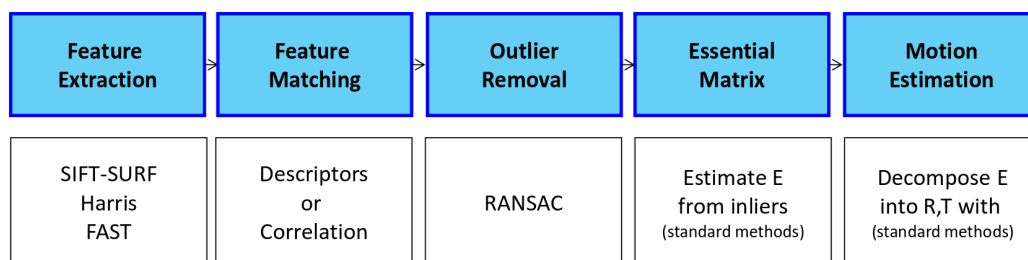 Feature
Extraction
Feature
Matching
Outlier
Removal
Essential
Matrix
Motion
Estimation
SIFT-SURF
Harris
FAST
Descriptors
or
Correlation
RANSAC
Estimate E
from inliers
(standard methods)
Decompose E
into R,T with
(standard methods)